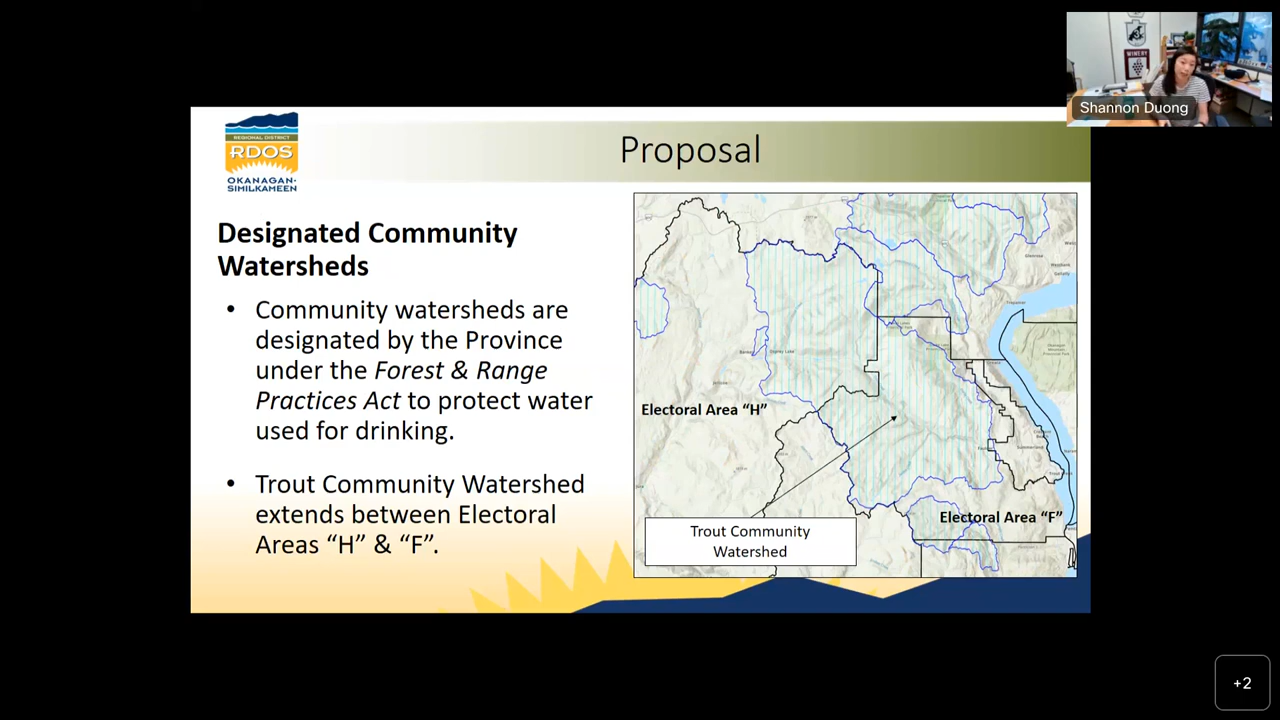 Shannon Duong
WINERY
REGIONAL DISTRICT
RDOS
OKANAGAN-
SIMILKAMEEN
Proposal
Designated Community
Watersheds
• Community watersheds are
designated by the Province
under the Forest & Range
Practices Act to protect water
used for drinking.
• Trout Community Watershed
extends between Electoral
Areas “H” & “F”.
Electoral Area “H”
Electoral Area “F”
Trout Community
Watershed
Summerland
+2